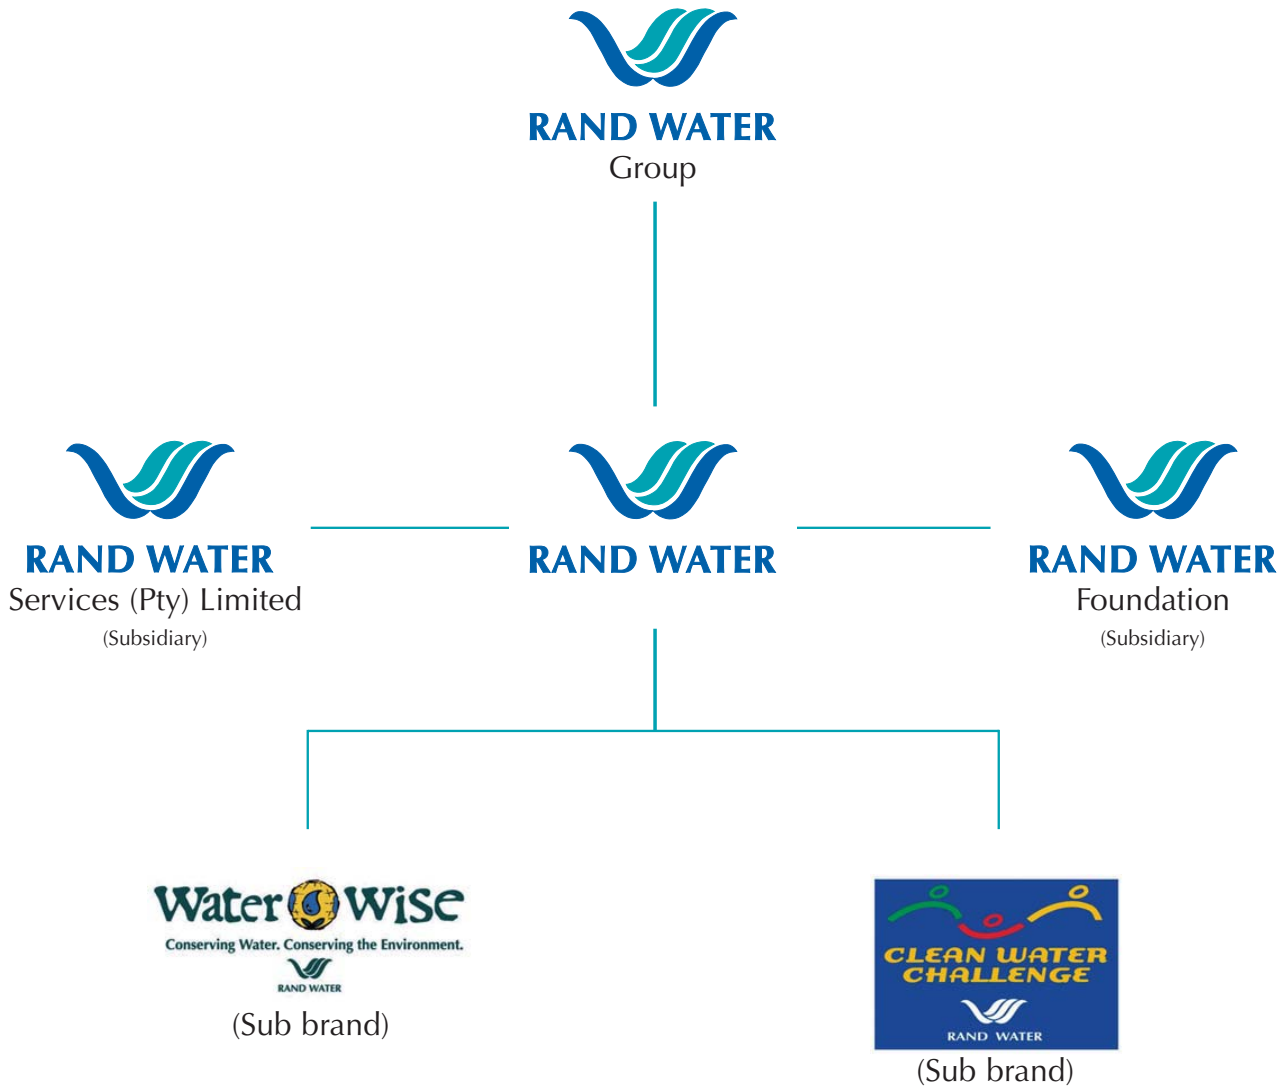 RAND WATER
Group
RAND WATER
Services (Pty) Limited
(Subsidiary)
RAND WATER
RAND WATER
Foundation
(Subsidiary)
Water Wise
Conserving Water. Conserving the Environment.
RAND WATER
(Sub brand)
CLEAN WATER
CHALLENGE
RAND WATER
(Sub brand)